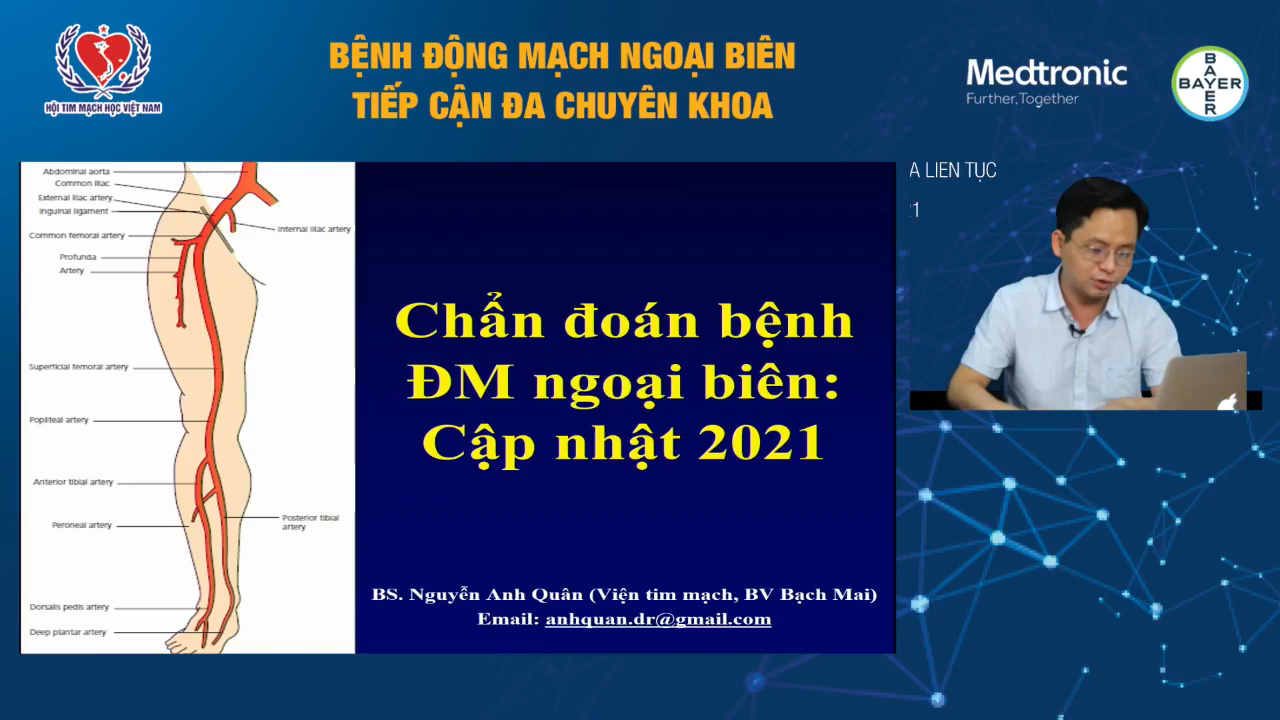 HỘI TIM MẠCH HỌC VIỆT NAM
BỆNH ĐỘNG MẠCH NGOẠI BIÊN
TIẾP CẬN ĐA CHUYÊN KHOA
Medtronic
Further, Together
BAYER
BAYER
A LIEN TỤC
21
Abdominal aorta
Common iliac
External iliac artery
Inguinal ligament
Internal iliac artery
Common femoral artery
Profunda
Artery
Superficial femoral artery
Popliteal artery
Anterior tibial artery
Peroneal artery
Posterior tibial
artery
Dorsalis pedis artery
Deep plantar artery
Chẩn đoán bệnh
ĐM ngoại biên:
Cập nhật 2021
BS. Nguyễn Anh Quân (Viện tim mạch, BV Bạch Mai)
Email: anhquan.dr@gmail.com